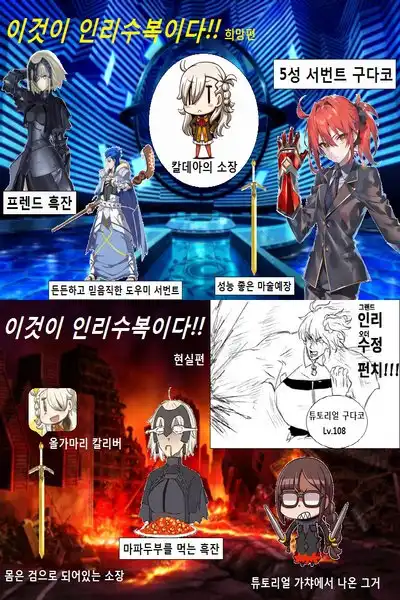 이것이 인리수복이다!! 희망편
5성 서번트 구다코
칼데아의 소장
프렌드 흑잔
든든하고 믿음직한 도우미 서번트
성능 좋은 마술예장
이것이 인리수복이다!!
현실편
그랜드
인리
오더
수정
펀치!!!
튜토리얼 구다코
Lv.108
올가마리 칼리버
마파두부를 먹는 흑잔
몸은 검으로 되어있는 소장
튜토리얼 가챠에서 나온 그거